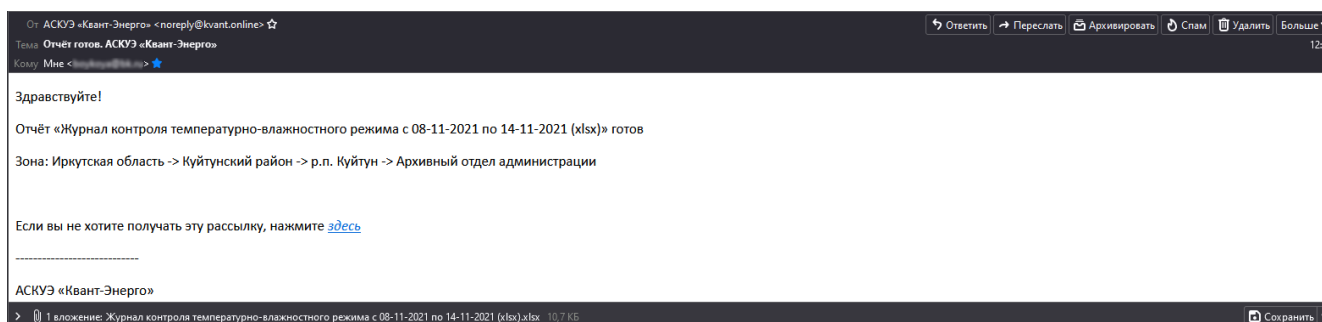 От АСКУЭ «Квант-Энерго» <noreply@kvant.online>
Ответить Переслать Архивировать Спам Удалить Больше
Тема Отчёт готов. АСКУЭ «Квант-Энерго»
12:
Кому Мне < >
Здравствуйте!
Отчёт «Журнал контроля температурно-влажностного режима с 08-11-2021 по 14-11-2021 (xlsx)» готов
Зона: Иркутская область -> Куйтунский район -> р.п. Куйтун -> Архивный отдел администрации
Если вы не хотите получать эту рассылку, нажмите здесь
----------------------------
АСКУЭ «Квант-Энерго»
1 вложение: Журнал контроля температурно-влажностного режима с 08-11-2021 по 14-11-2021 (xlsx).xlsx 10,7 КБ
Сохранить